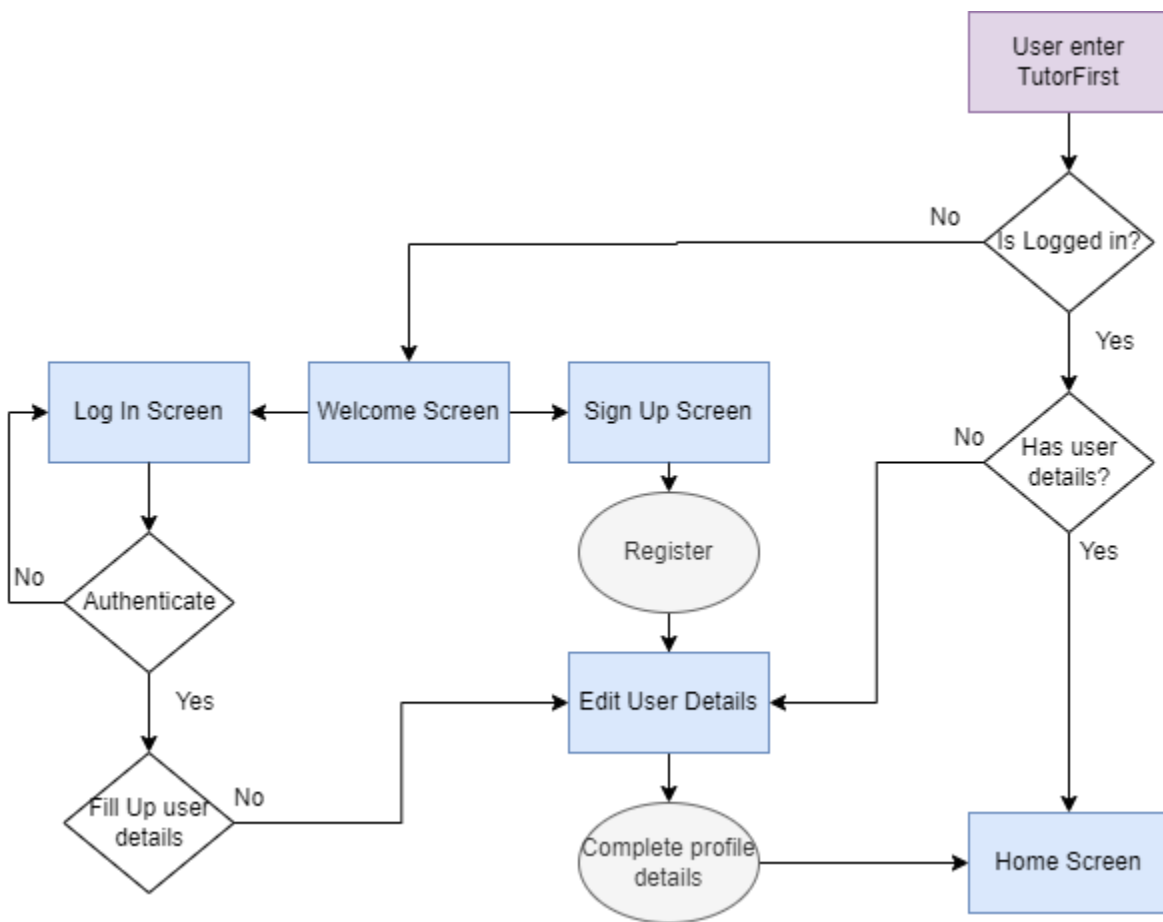 User enter
TutorFirst
No
Is Logged in?
Yes
Log In Screen
Welcome Screen
Sign Up Screen
No
Has user
details?
Register
Yes
No
Authenticate
Yes
Edit User Details
Fill Up user
details
No
Complete profile
details
Home Screen